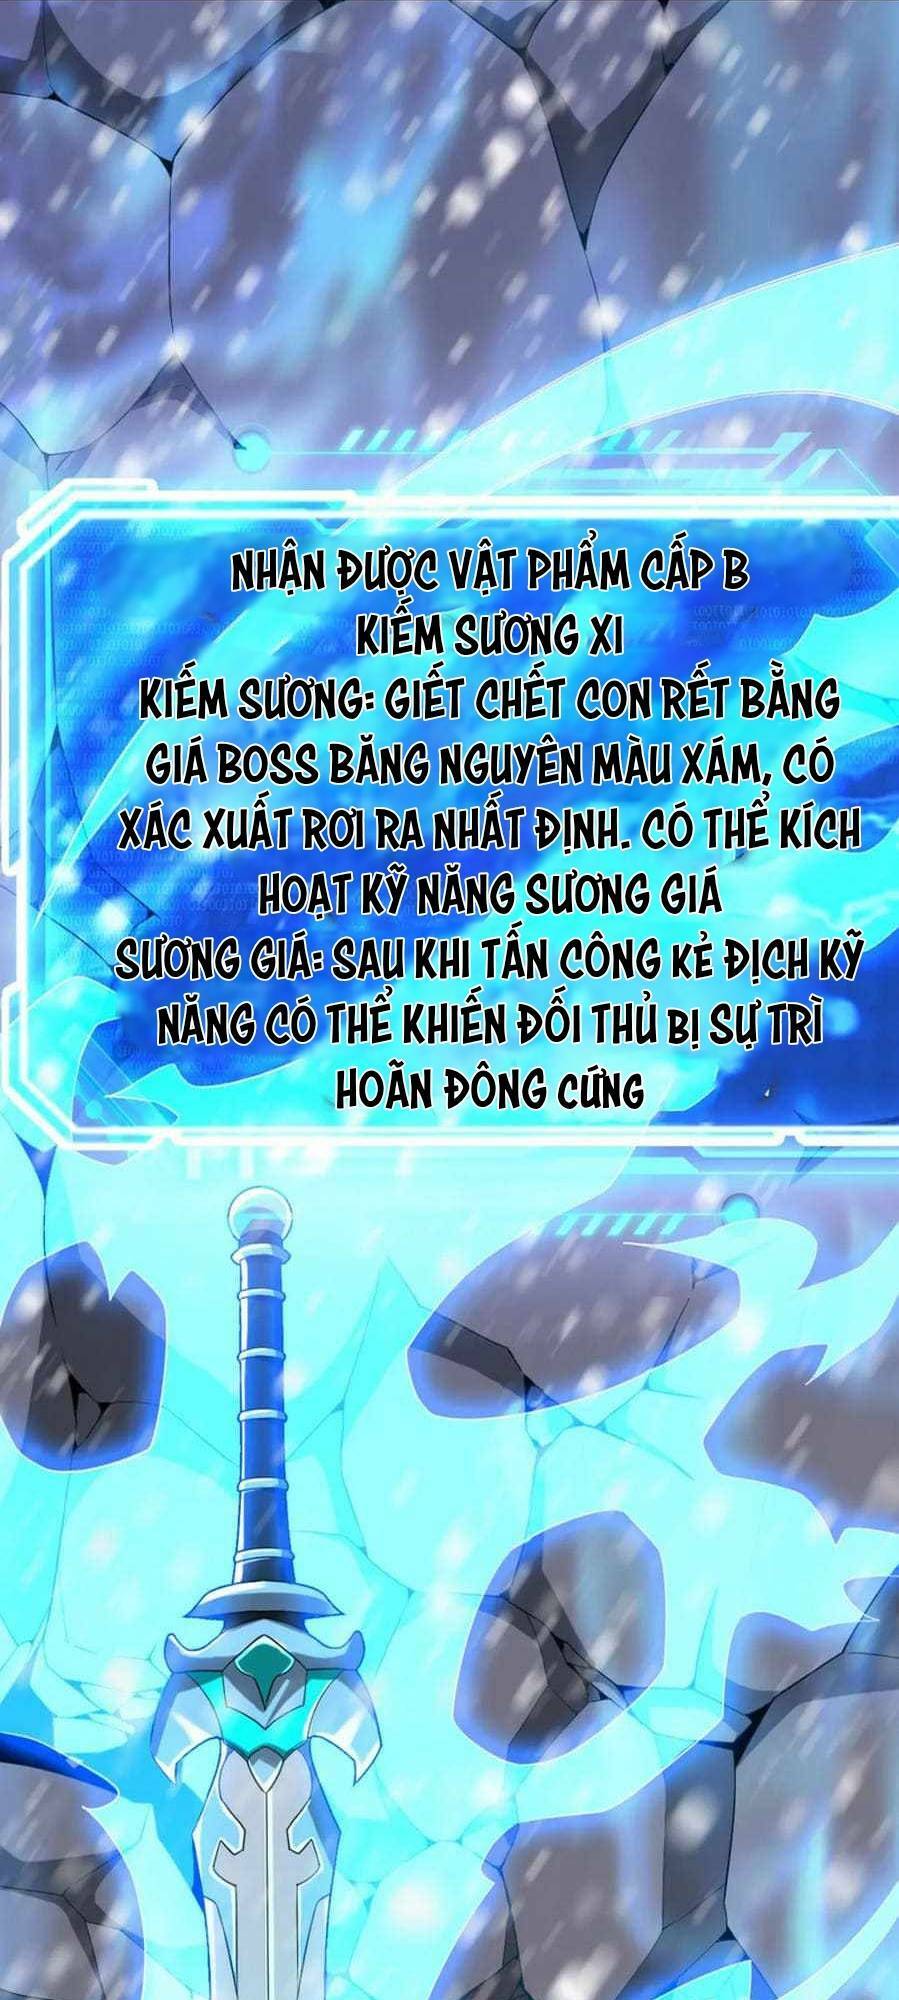 NHẬN ĐƯỢC VẬT PHẨM CẤP B
KIẾM SƯƠNG XI
KIẾM SƯƠNG: GIẾT CHẾT CON RẾT BẰNG
GIÁ BOSS BĂNG NGUYÊN MÀU XÁM, CÓ
XÁC XUẤT RƠI RA NHẤT ĐỊNH. CÓ THỂ KÍCH
HOẠT KỸ NĂNG SƯƠNG GIÁ
SƯƠNG GIÁ: SAU KHI TẤN CÔNG KẺ ĐỊCH KỸ
NĂNG CÓ THỂ KHIẾN ĐỐI THỦ BỊ SỰ TRÌ
HOÃN ĐÔNG CỨNG